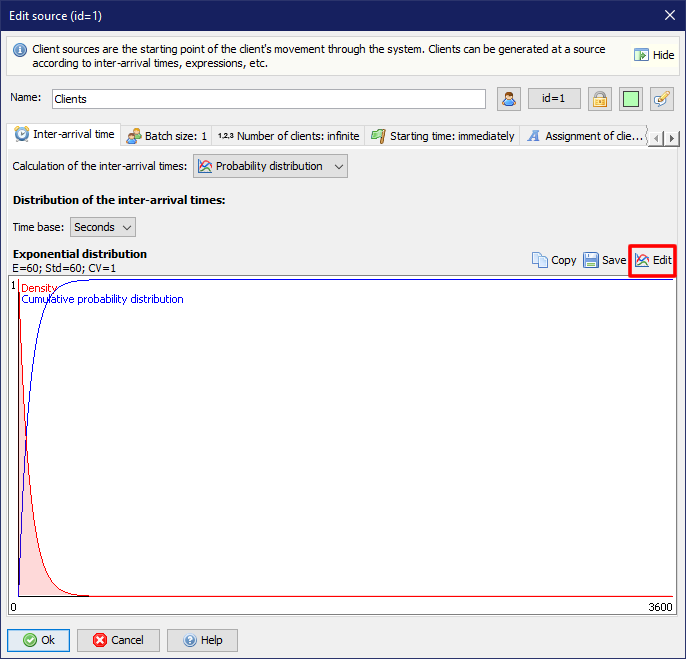 Edit source (id=1)
Client sources are the starting point of the client's movement through the system. Clients can be generated at a source
according to inter-arrival times, expressions, etc.
Hide
Name: Clients id=1
Inter-arrival time Batch size: 1 1,2,3 Number of clients: infinite Starting time: immediately A Assignment of clie...
Calculation of the inter-arrival times: Probability distribution
Distribution of the inter-arrival times:
Time base: Seconds
Exponential distribution
E=60; Std=60; CV=1
Copy Save Edit
1 Density
Cumulative probability distribution
0 3600
Ok Cancel Help